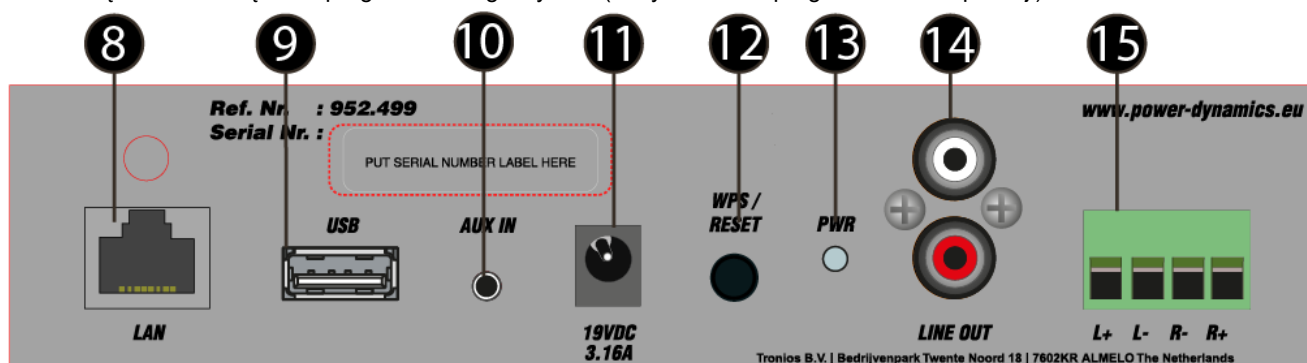 8 9 10 11 12 13 14 15
Ref. Nr. : 952.499
Serial Nr. :
www.power-dynamics.eu
PUT SERIAL NUMBER LABEL HERE
USB
AUX IN
WPS /
RESET
PWR
LAN
19VDC
3.16A
LINE OUT
L+ L- R- R+
Tronios B.V. | Bedrijvenpark Twente Noord 18 | 7602KR ALMELO The Netherlands